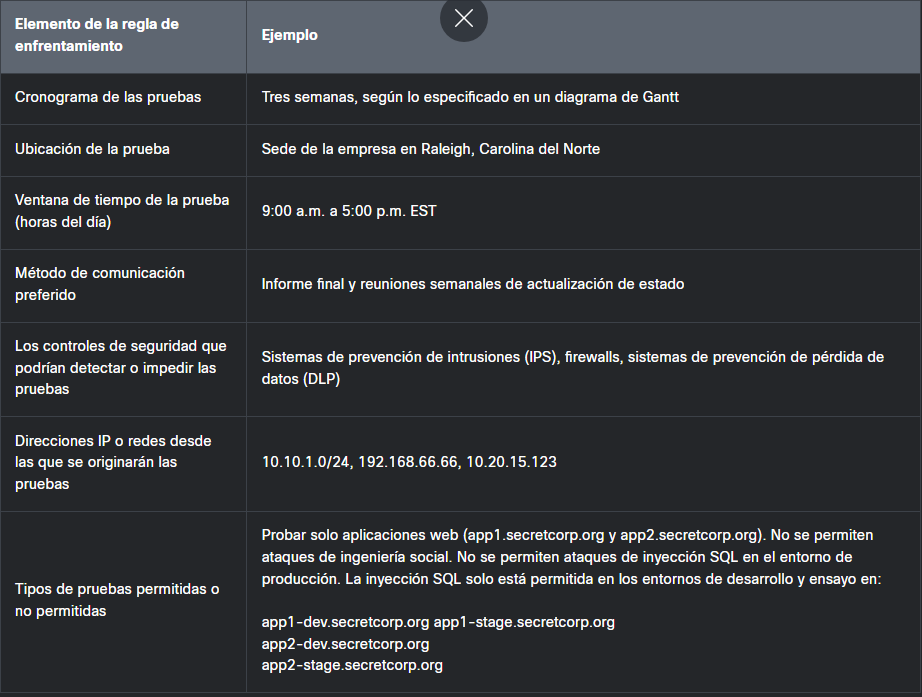 Elemento de la regla de
enfrentamiento
Ejemplo
Cronograma de las pruebas
Tres semanas, según lo especificado en un diagrama de Gantt
Ubicación de la prueba
Sede de la empresa en Raleigh, Carolina del Norte
Ventana de tiempo de la prueba
(horas del día)
9:00 a.m. a 5:00 p.m. EST
Método de comunicación
preferido
Informe final y reuniones semanales de actualización de estado
Los controles de seguridad que
podrían detectar o impedir las
pruebas
Sistemas de prevención de intrusiones (IPS), firewalls, sistemas de prevención de pérdida de
datos (DLP)
Direcciones IP o redes desde
las que se originarán las
pruebas
10.10.1.0/24, 192.168.66.66, 10.20.15.123
Tipos de pruebas permitidas o
no permitidas
Probar solo aplicaciones web (app1.secretcorp.org y app2.secretcorp.org). No se permiten
ataques de ingeniería social. No se permiten ataques de inyección SQL en el entorno de
producción. La inyección SQL solo está permitida en los entornos de desarrollo y ensayo en:
app1-dev.secretcorp.org app1-stage.secretcorp.org
app2-dev.secretcorp.org
app2-stage.secretcorp.org